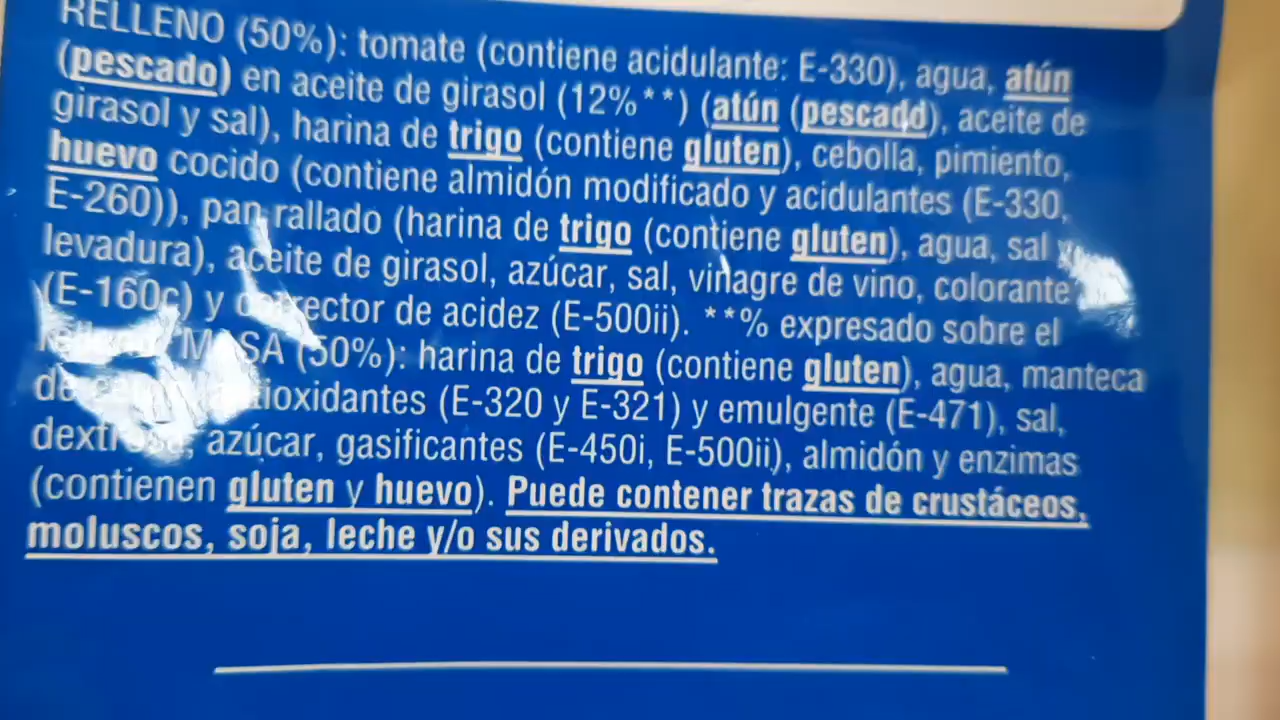 RELLENO (50%): tomate (contiene acidulante: E-330), agua, atún
(pescado) en aceite de girasol (12%**) (atún (pescado), aceite de
girasol y sal), harina de trigo (contiene gluten), cebolla, pimiento,
huevo cocido (contiene almidón modificado y acidulantes (E-330,
E-260)), pan rallado (harina de trigo (contiene gluten), agua, sal y
levadura), aceite de girasol, azúcar, sal, vinagre de vino, colorante
(E-160c) y corrector de acidez (E-500ii). **% expresado sobre el
MASA (50%): harina de trigo (contiene gluten), agua, manteca
de antioxidantes (E-320 y E-321) y emulgente (E-471), sal,
dextrosa, azúcar, gasificantes (E-450i, E-500ii), almidón y enzimas
(contienen gluten y huevo). Puede contener trazas de crustáceos,
moluscos, soja, leche y/o sus derivados.